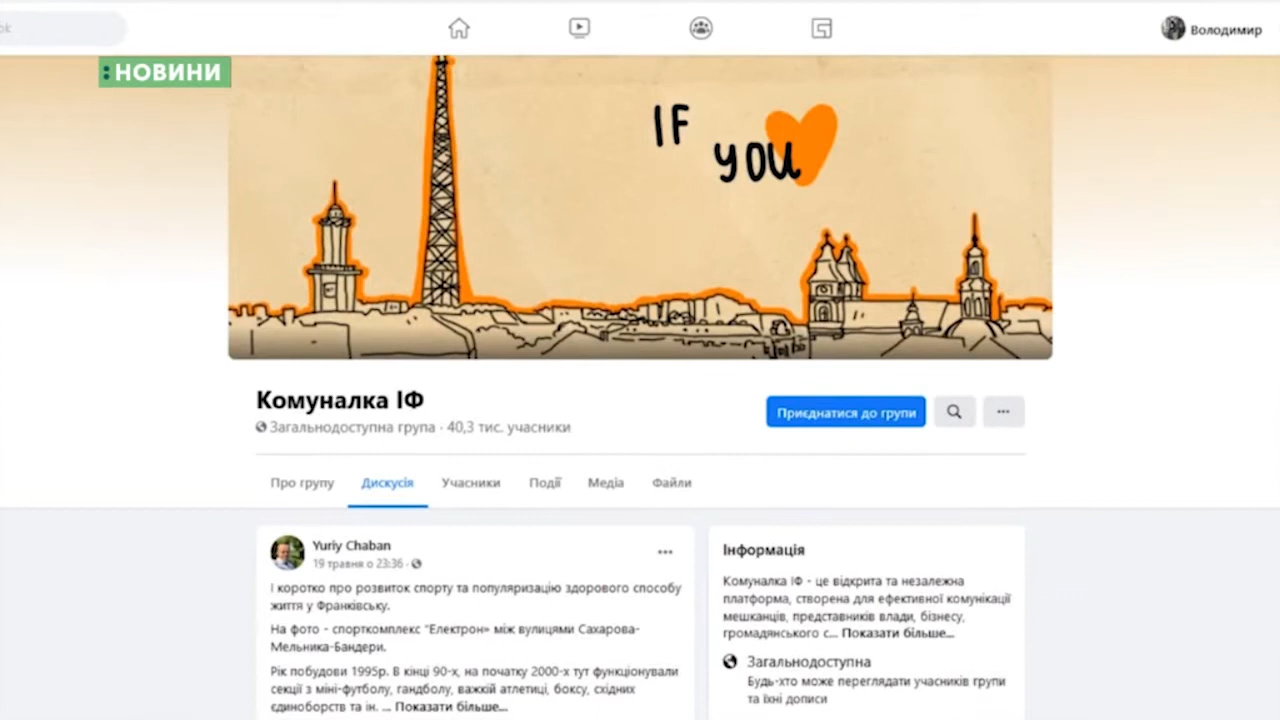 ok
Володимир
:НОВИНИ
IF
YOU
Комуналка ІФ
Загальнодоступна група · 40,3 тис. учасники
Приєднатися до групи
Про групу Дискусія Учасники Події Медіа Файли
Yuriy Chaban
19 травня о 23:36 ·
І коротко про розвиток спорту та популяризацію здорового способу
життя у Франківську.
На фото - спорткомплекс "Електрон» між вулицями Сахарова-
Мельника-Бандери.
Рік побудови 1995р. В кінці 90-х, на початку 2000-х тут функціонували
секції з міні-футболу, гандболу, важкій атлетиці, боксу, східних
єдиноборств та ін. ... Показати більше...
Інформація
Комуналка ІФ - це відкрита та незалежна
платформа, створена для ефективної комунікації
мешканців, представників влади, бізнесу,
громадянського с... Показати більше...
Загальнодоступна
Будь-хто може переглядати учасників групи
та їхні дописи